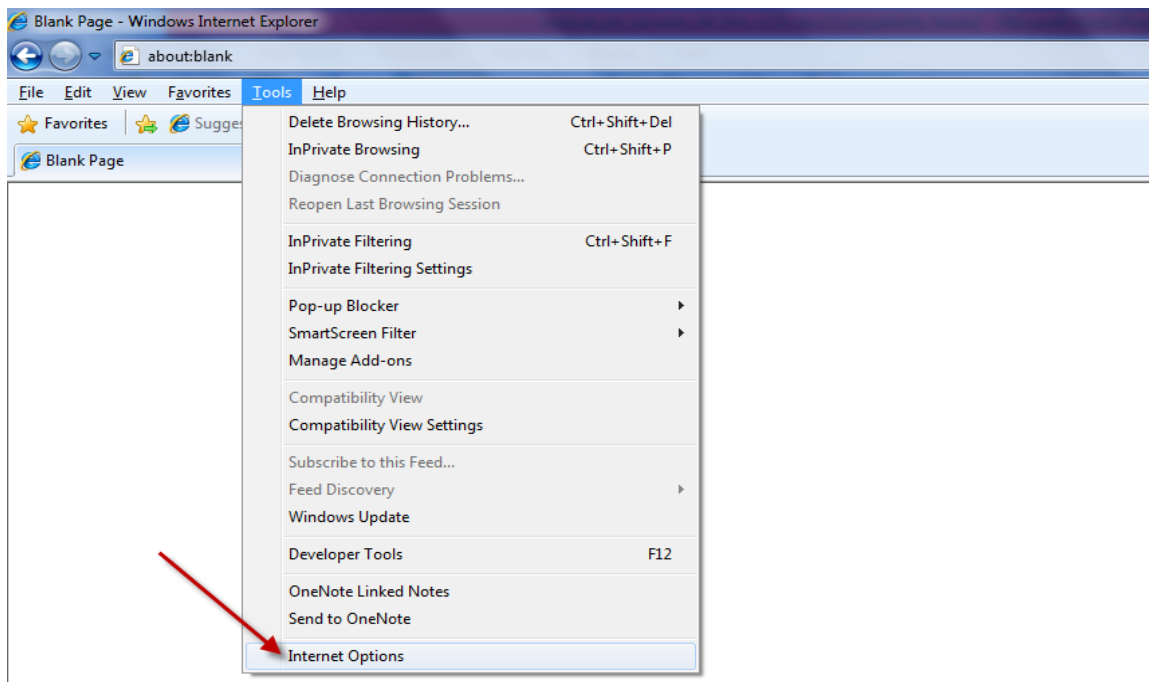 Blank Page - Windows Internet Explorer
about:blank
File Edit View Favorites Tools Help
Favorites
Blank Page
Delete Browsing History... Ctrl+Shift+Del
InPrivate Browsing Ctrl+Shift+P
Diagnose Connection Problems...
Reopen Last Browsing Session
InPrivate Filtering Ctrl+Shift+F
InPrivate Filtering Settings
Pop-up Blocker
SmartScreen Filter
Manage Add-ons
Compatibility View
Compatibility View Settings
Subscribe to this Feed...
Feed Discovery
Windows Update
Developer Tools F12
OneNote Linked Notes
Send to OneNote
Internet Options